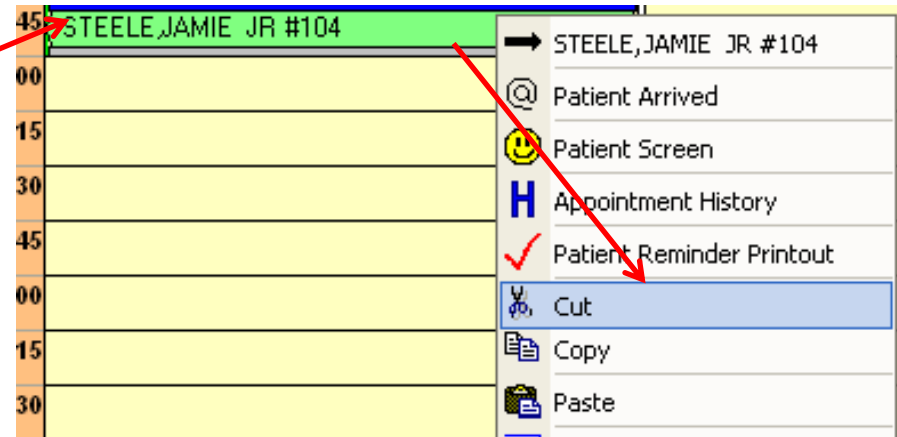 45 STEELE,JAMIE JR #104
00
15
30
45
00
15
30
STEELE,JAMIE JR #104
@ Patient Arrived
Patient Screen
H Appointment History
Patient Reminder Printout
Cut
Copy
Paste